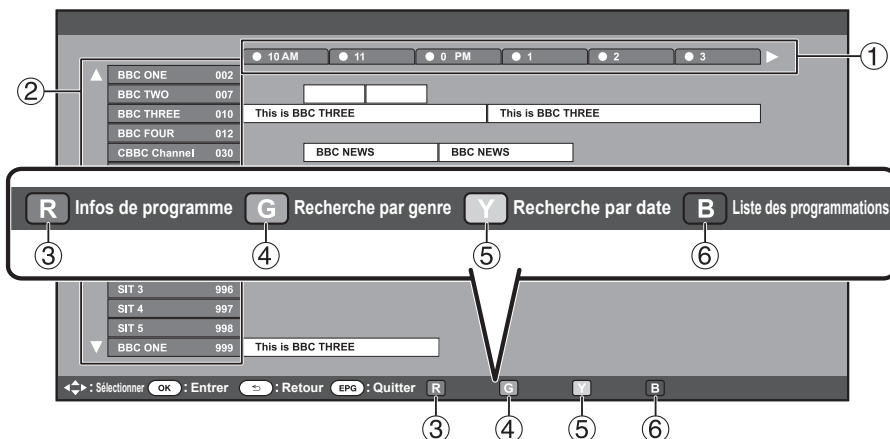 10 AM 11 0 PM 1 2 3 ①
②
BBC ONE 002
BBC TWO 007
BBC THREE 010 This is BBC THREE This is BBC THREE
BBC FOUR 012
CBBC Channel 030 BBC NEWS BBC NEWS
R Infos de programme G Recherche par genre Y Recherche par date B Liste des programmations
③ ④ ⑤ ⑥
SIT 3 996
SIT 4 997
SIT 5 998
BBC ONE 999 This is BBC THREE
: Sélectionner OK : Entrer : Retour EPG : Quitter R G Y B
③ ④ ⑤ ⑥